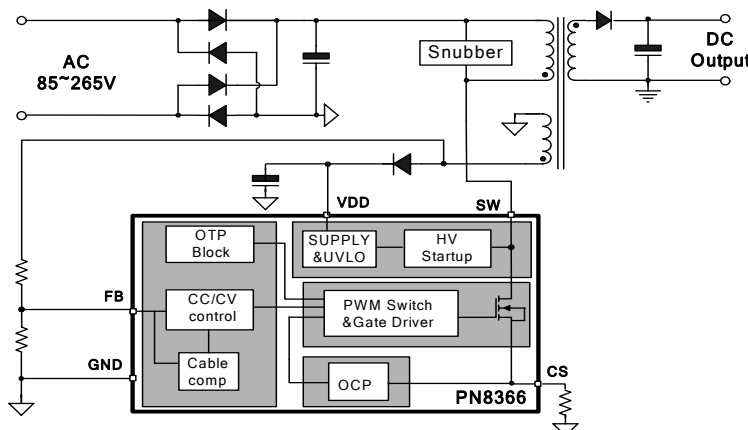 AC
85~265V
Snubber
DC
Output
VDD
SW
OTP
Block
SUPPLY
&UVLO
HV
Startup
FB
CC/CV
control
PWM Switch
&Gate Driver
GND
Cable
comp
OCP
CS
PN8366